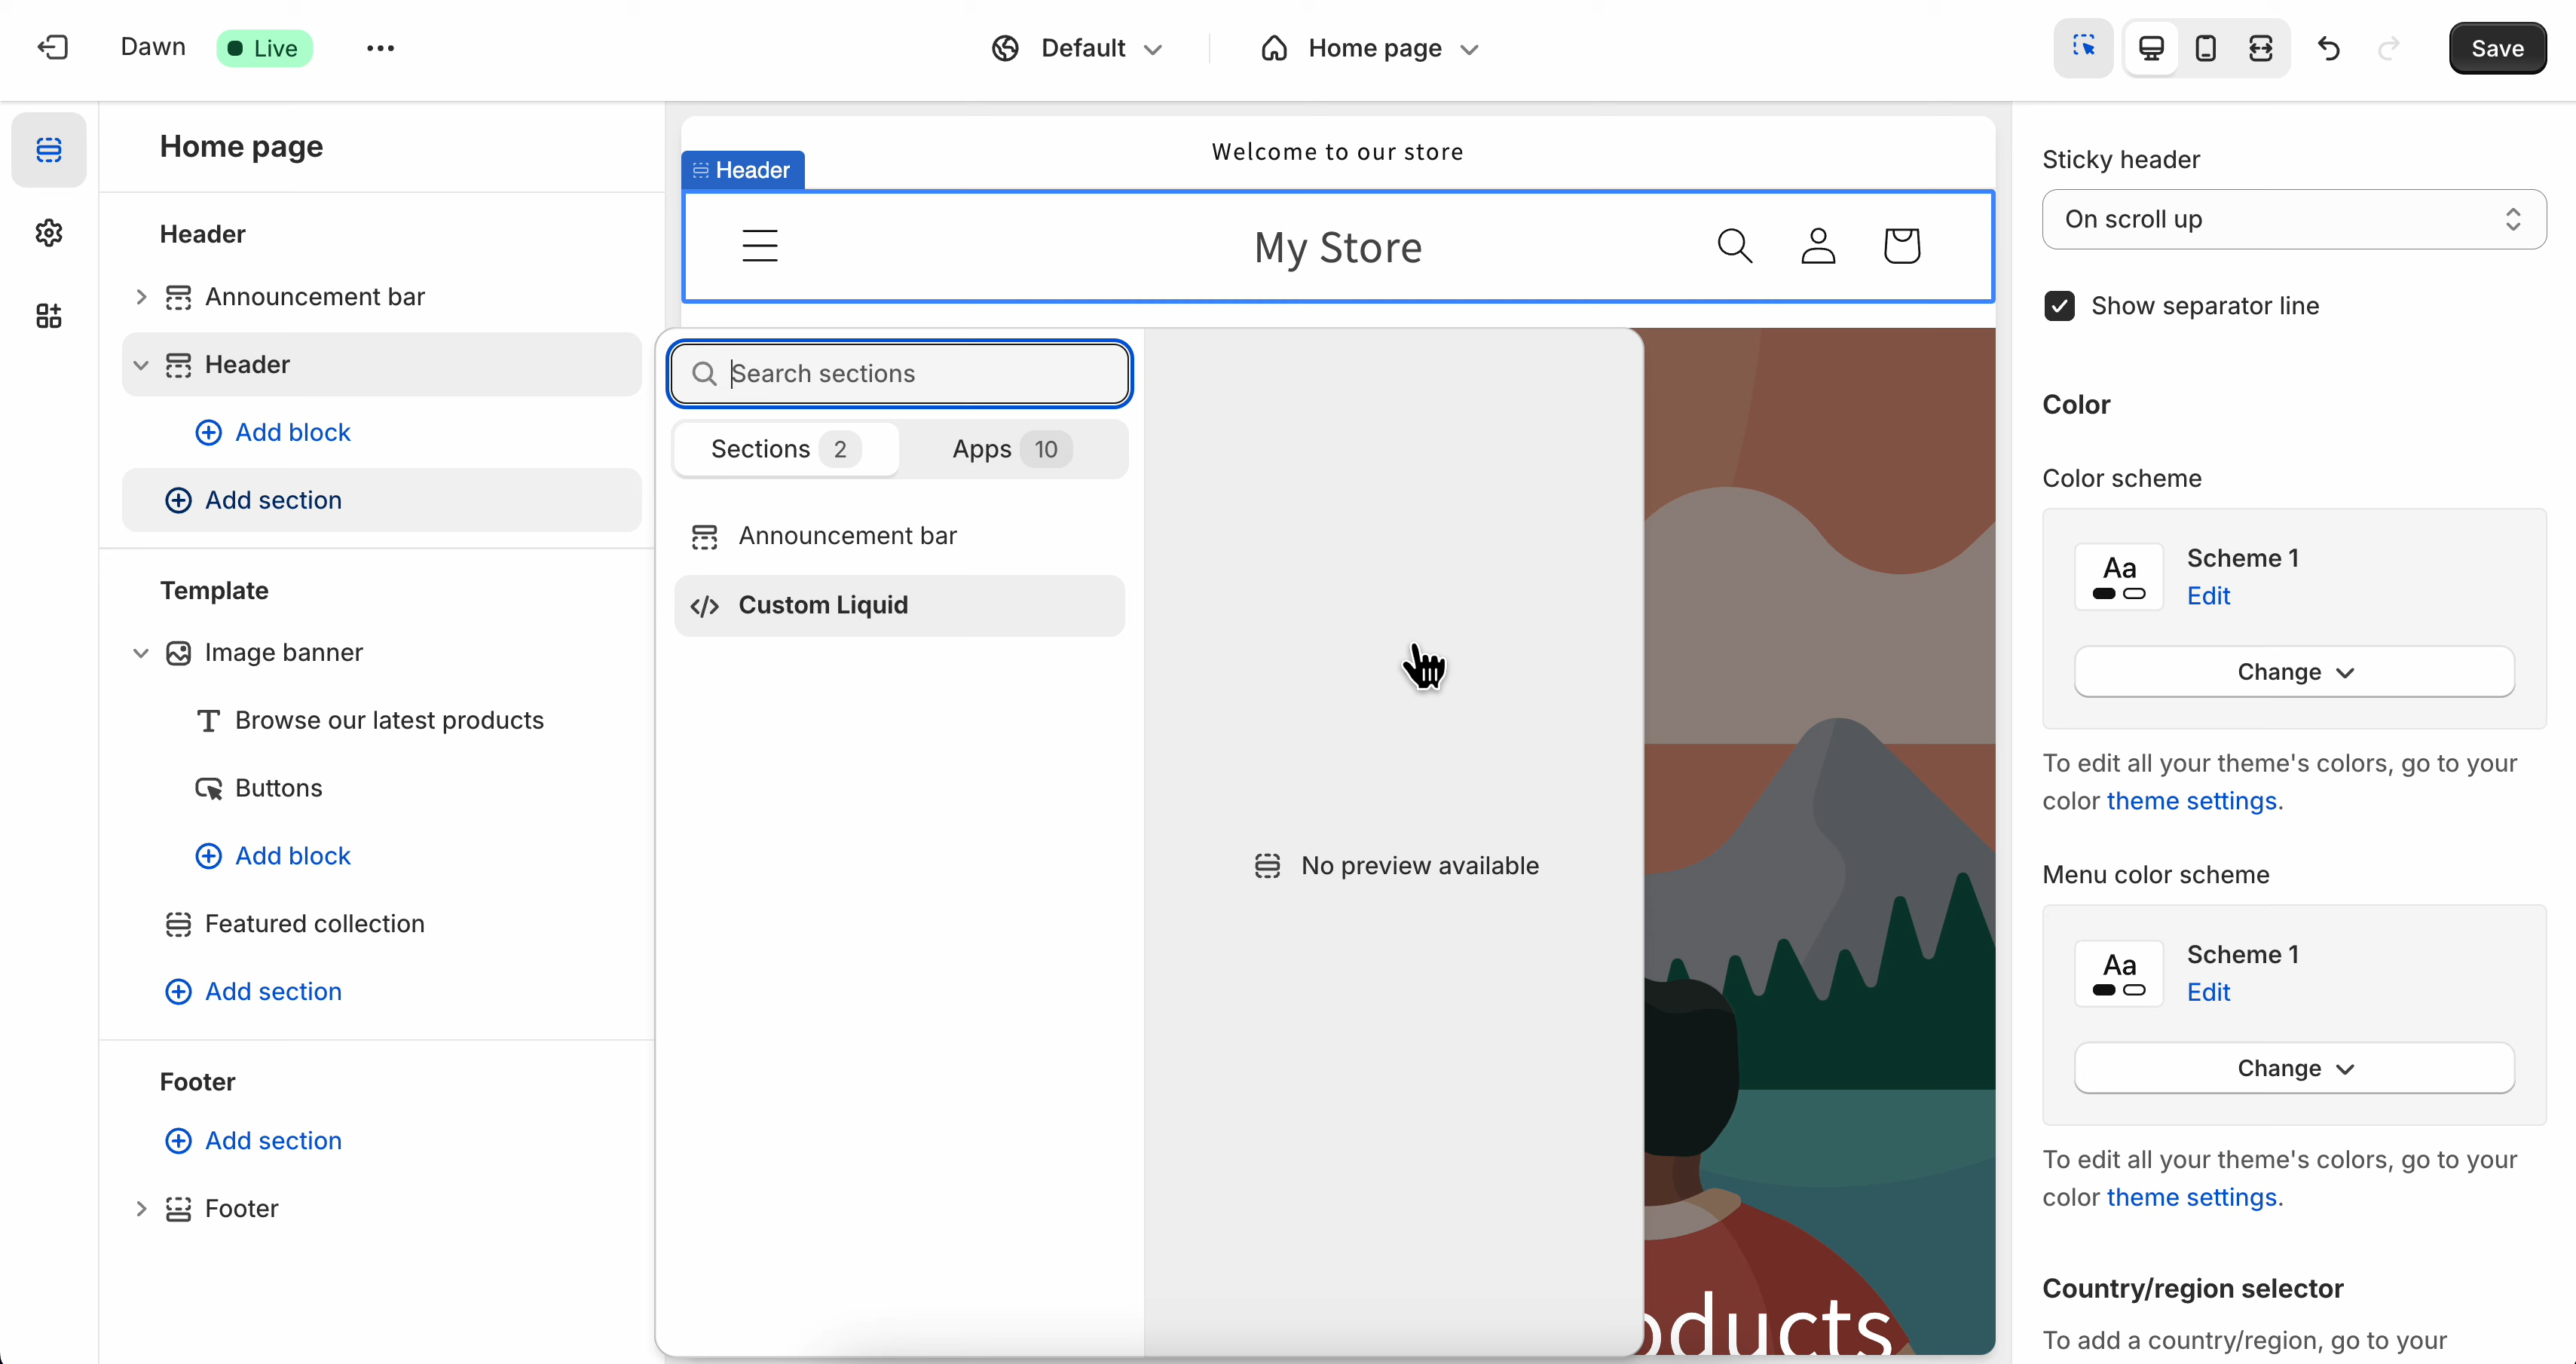 Dawn
Live
Default
Home page
Save
Home page
Header
Announcement bar
Header
Add block
Add section
Template
Image banner
Browse our latest products
Buttons
Add block
Featured collection
Add section
Footer
Add section
Footer
Welcome to our store
Header
My Store
Search sections
Sections 2
Apps 10
Announcement bar
Custom Liquid
No preview available
oducts
Sticky header
On scroll up
Show separator line
Color
Color scheme
Aa
Scheme 1
Edit
Change
To edit all your theme's colors, go to your
color theme settings.
Menu color scheme
Aa
Scheme 1
Edit
Change
To edit all your theme's colors, go to your
color theme settings.
Country/region selector
To add a country/region, go to your